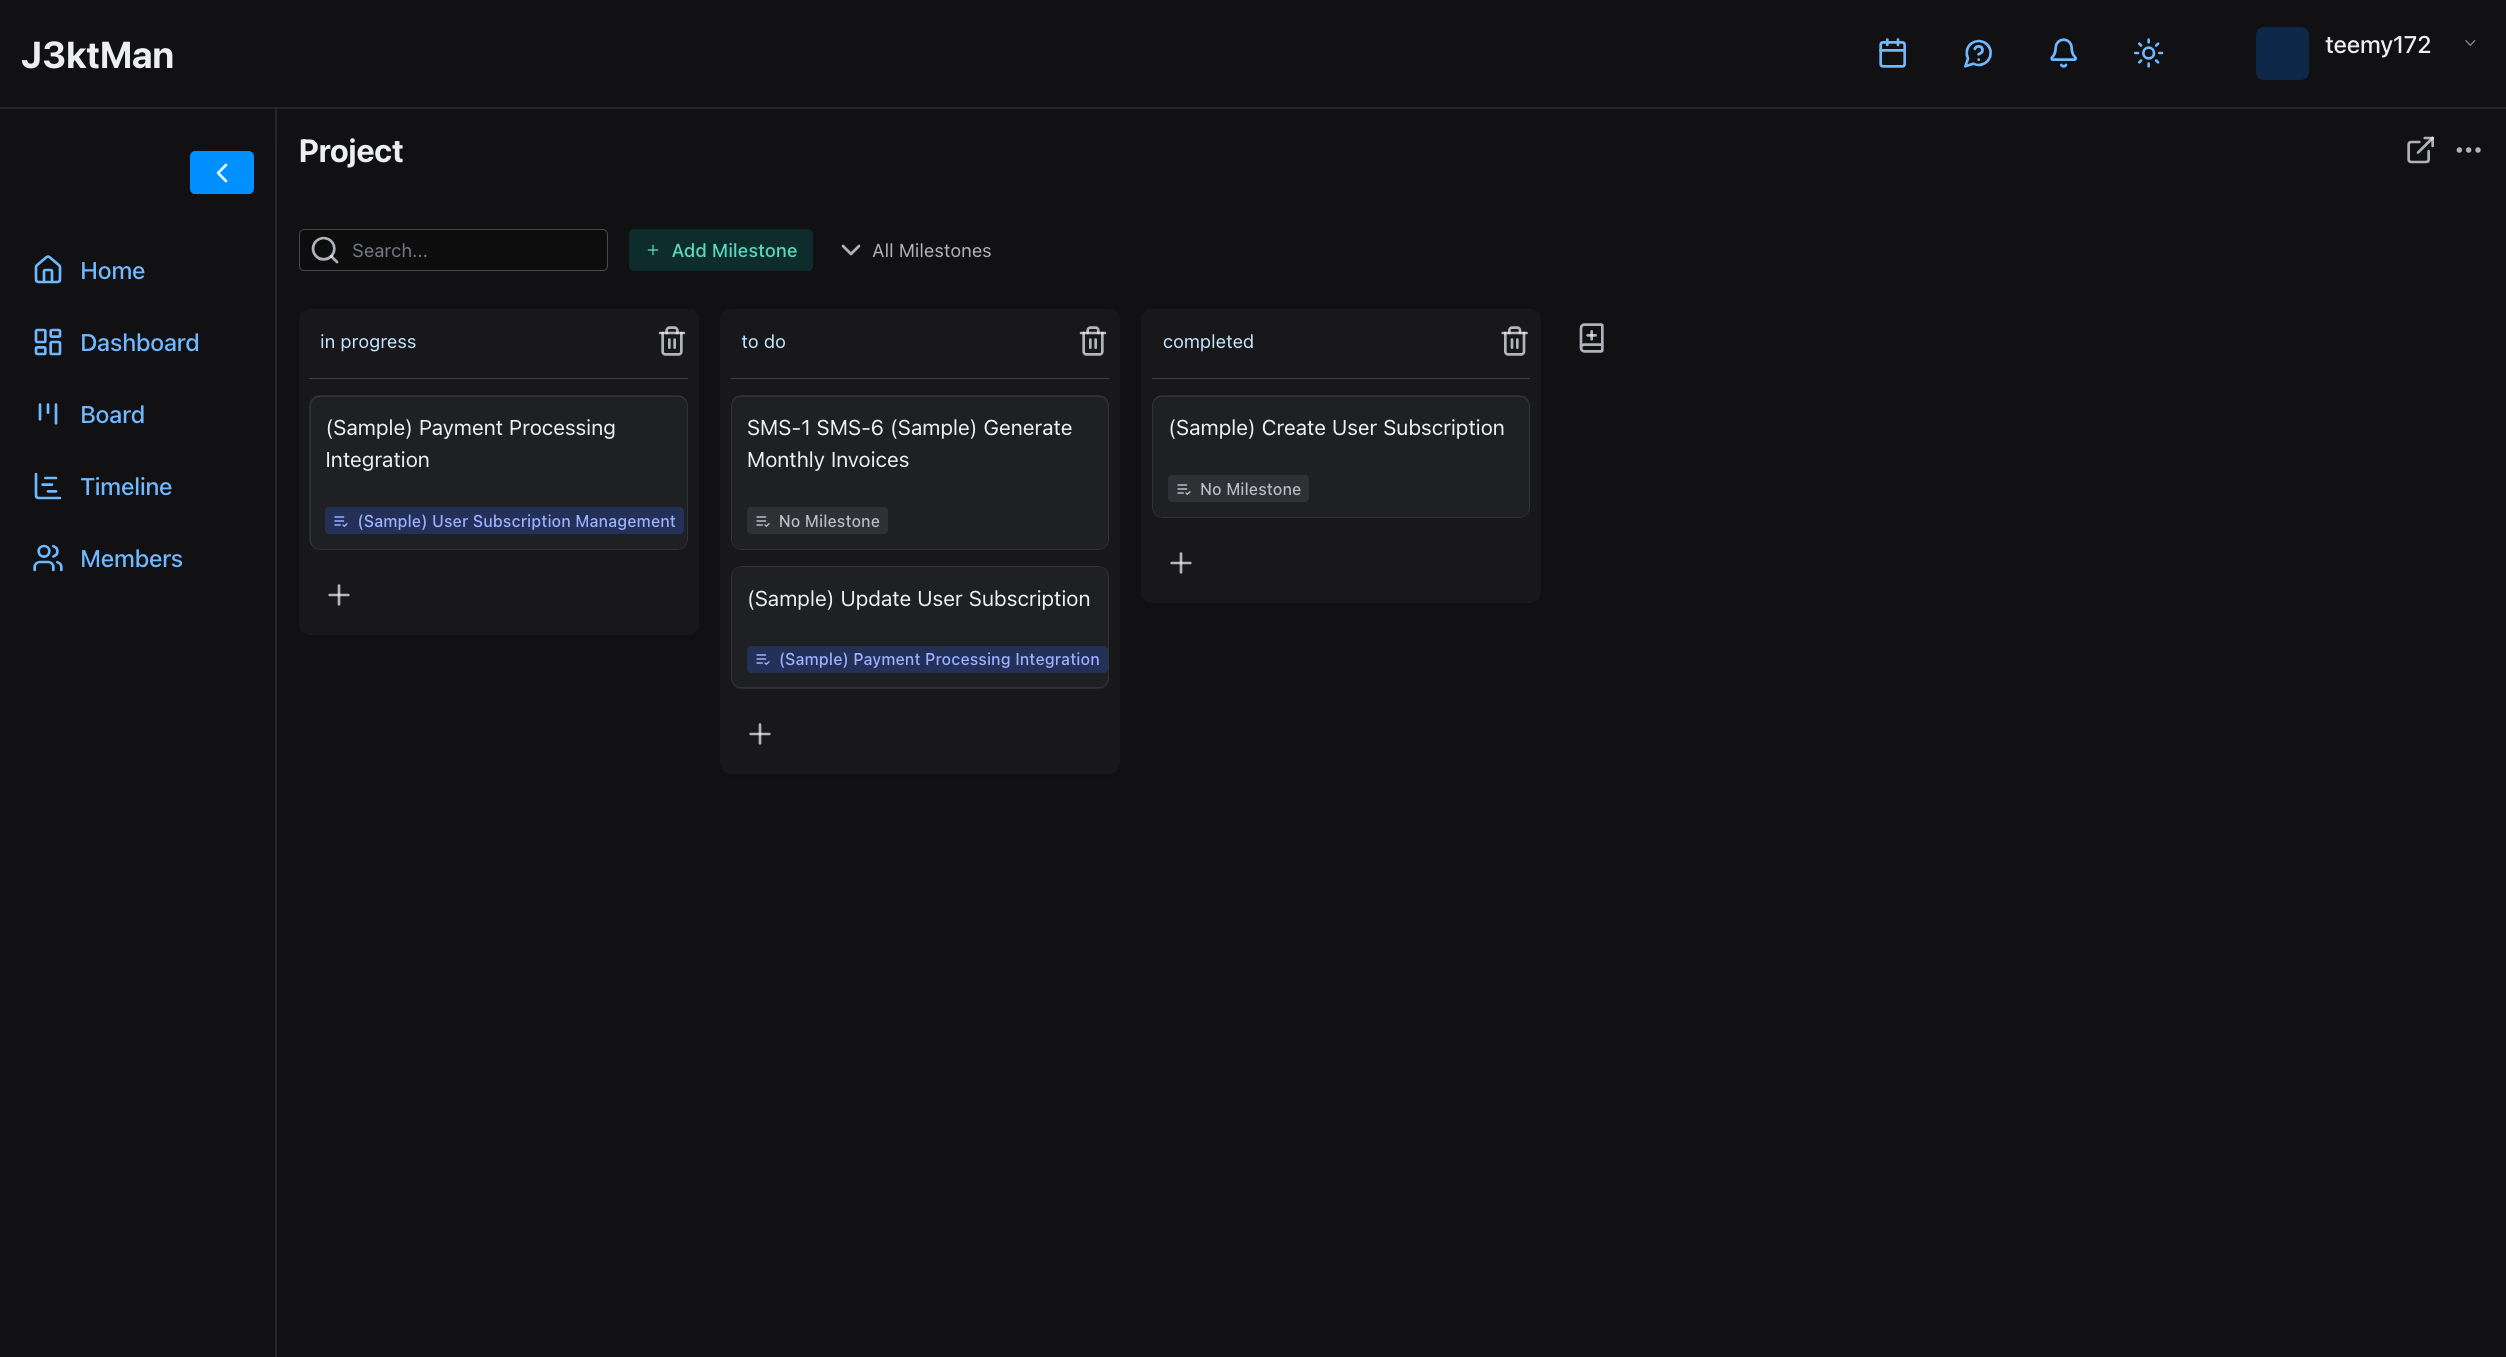 J3ktMan
teemy172
Home
Dashboard
Board
Timeline
Members
Project
Search...
+ Add Milestone
All Milestones
in progress
(Sample) Payment Processing
Integration
(Sample) User Subscription Management
to do
SMS-1 SMS-6 (Sample) Generate
Monthly Invoices
No Milestone
(Sample) Update User Subscription
(Sample) Payment Processing Integration
completed
(Sample) Create User Subscription
No Milestone